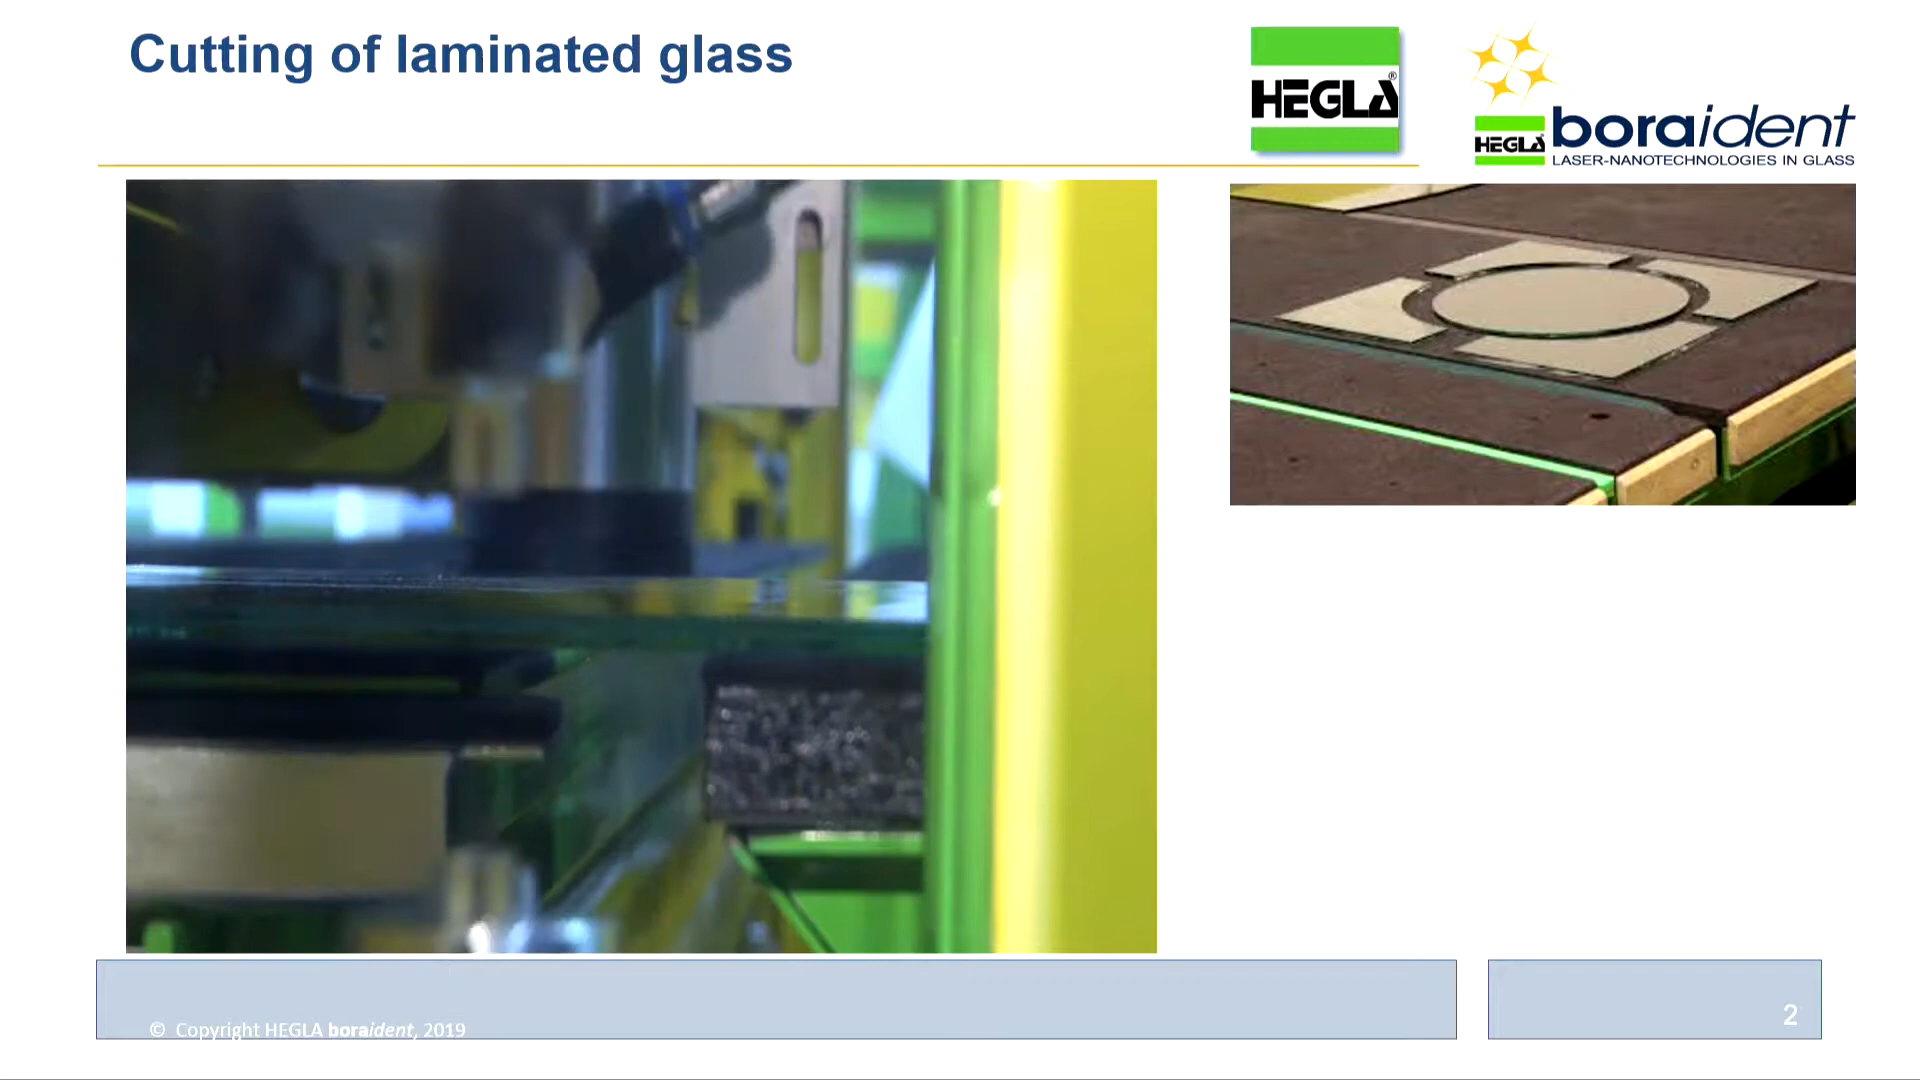 Cutting of laminated glass
HEGLA®
HEGLA
boraident
LASER-NANOTECHNOLOGIES IN GLASS
© Copyright HEGLA boraident, 2019
2